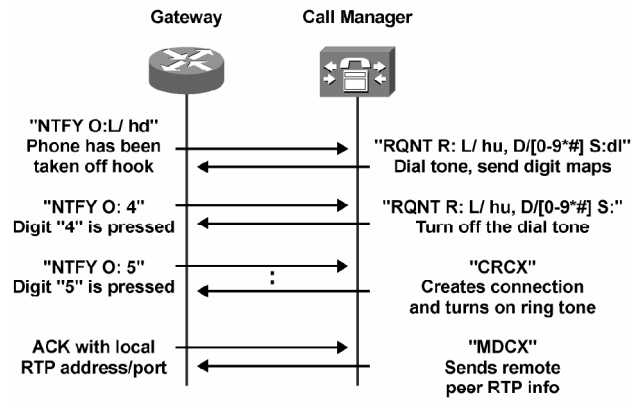 Gateway
Call Manager
"NTFY O:L/ hd"
Phone has been
taken off hook
"RQNT R: L/ hu, D/[0-9*#] S:dl"
Dial tone, send digit maps
"NTFY O: 4"
Digit "4" is pressed
"RQNT R: L/ hu, D/[0-9*#] S:"
Turn off the dial tone
"NTFY O: 5"
Digit "5" is pressed
"CRCX"
Creates connection
and turns on ring tone
ACK with local
RTP address/port
"MDCX"
Sends remote
peer RTP info